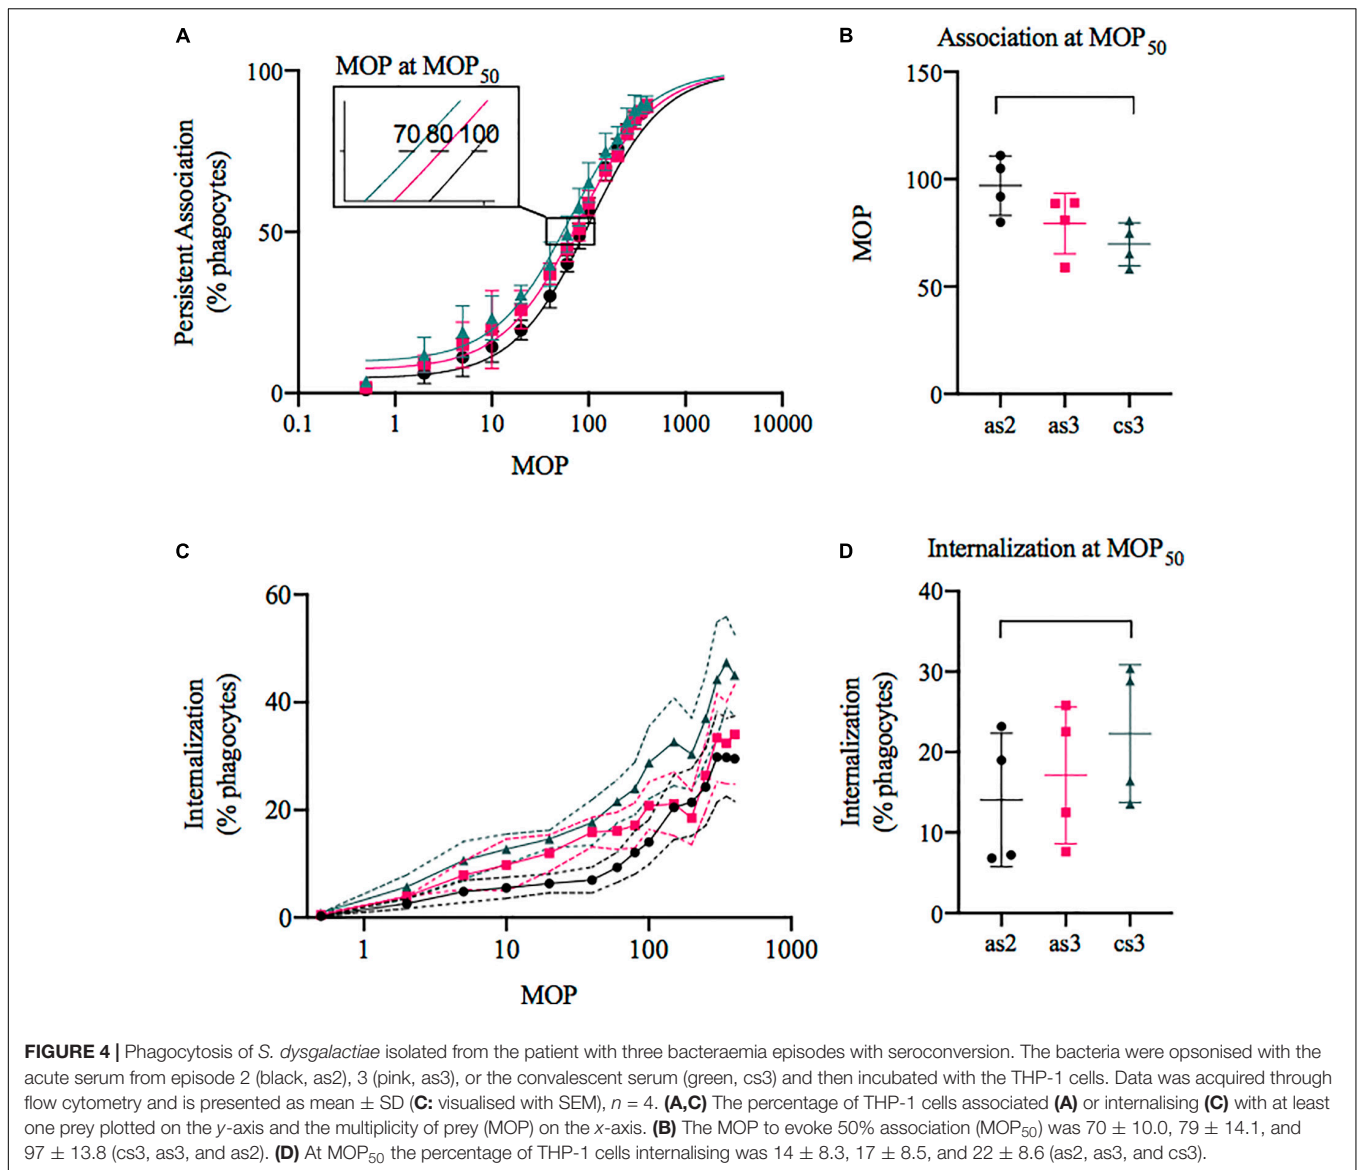 A
MOP at MOP50
70 80 100
100
50
0
Persistent Association
(% phagocytes)
0.1 1 10 100 1000 10000
MOP
B
Association at MOP50
150
100
50
0
MOP
as2 as3 cs3
C
60
40
20
0
Internalization
(% phagocytes)
1 10 100 1000
MOP
D
Internalization at MOP50
40
30
20
10
0
Internalization
(% phagocytes)
as2 as3 cs3
FIGURE 4 | Phagocytosis of S. dysgalactiae isolated from the patient with three bacteraemia episodes with seroconversion. The bacteria were opsonised with the
acute serum from episode 2 (black, as2), 3 (pink, as3), or the convalescent serum (green, cs3) and then incubated with the THP-1 cells. Data was acquired through
flow cytometry and is presented as mean ± SD (C: visualised with SEM), n = 4. (A,C) The percentage of THP-1 cells associated (A) or internalising (C) with at least
one prey plotted on the y-axis and the multiplicity of prey (MOP) on the x-axis. (B) The MOP to evoke 50% association (MOP50) was 70 ± 10.0, 79 ± 14.1, and
97 ± 13.8 (cs3, as3, and as2). (D) At MOP50 the percentage of THP-1 cells internalising was 14 ± 8.3, 17 ± 8.5, and 22 ± 8.6 (as2, as3, and cs3).